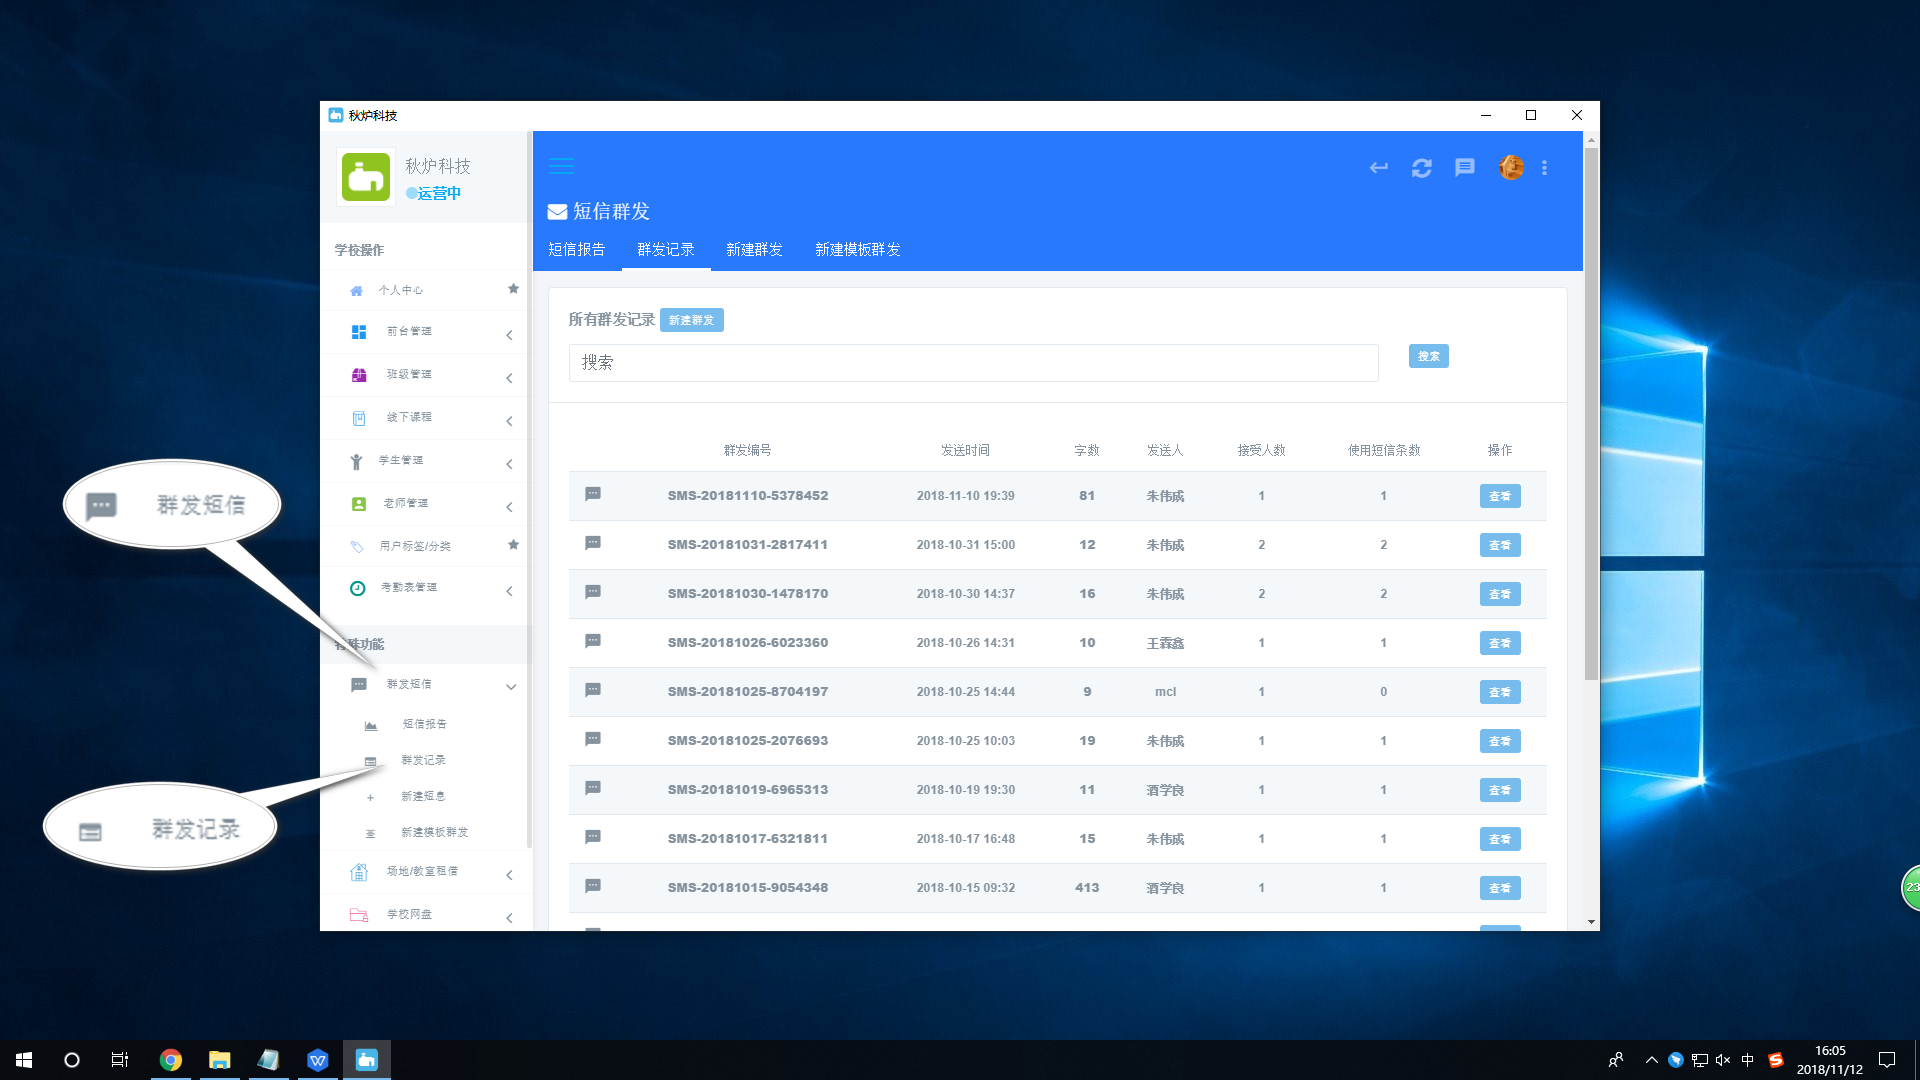 秋炉科技
秋炉科技
运营中
学校操作
个人中心
前台管理
班级管理
线下课程
学生管理
老师管理
用户标签/分类
考勤表管理
特殊功能
群发短信
短信报告
群发记录
新建短息
新建模板群发
场地/教室租借
学校网盘
群发短信
群发记录
短信群发
短信报告 群发记录 新建群发 新建模板群发
所有群发记录 新建群发
搜索 搜索
群发编号 发送时间 字数 发送人 接受人数 使用短信条数 操作
SMS-20181110-5378452 2018-11-10 19:39 81 朱伟成 1 1 查看
SMS-20181031-2817411 2018-10-31 15:00 12 朱伟成 2 2 查看
SMS-20181030-1478170 2018-10-30 14:37 16 朱伟成 2 2 查看
SMS-20181026-6023360 2018-10-26 14:31 10 王霖鑫 1 1 查看
SMS-20181025-8704197 2018-10-25 14:44 9 mcl 1 0 查看
SMS-20181025-2076693 2018-10-25 10:03 19 朱伟成 1 1 查看
SMS-20181019-6965313 2018-10-19 19:30 11 酒学良 1 1 查看
SMS-20181017-6321811 2018-10-17 16:48 15 朱伟成 1 1 查看
SMS-20181015-9054348 2018-10-15 09:32 413 酒学良 1 1 查看
23
中
16:05
2018/11/12